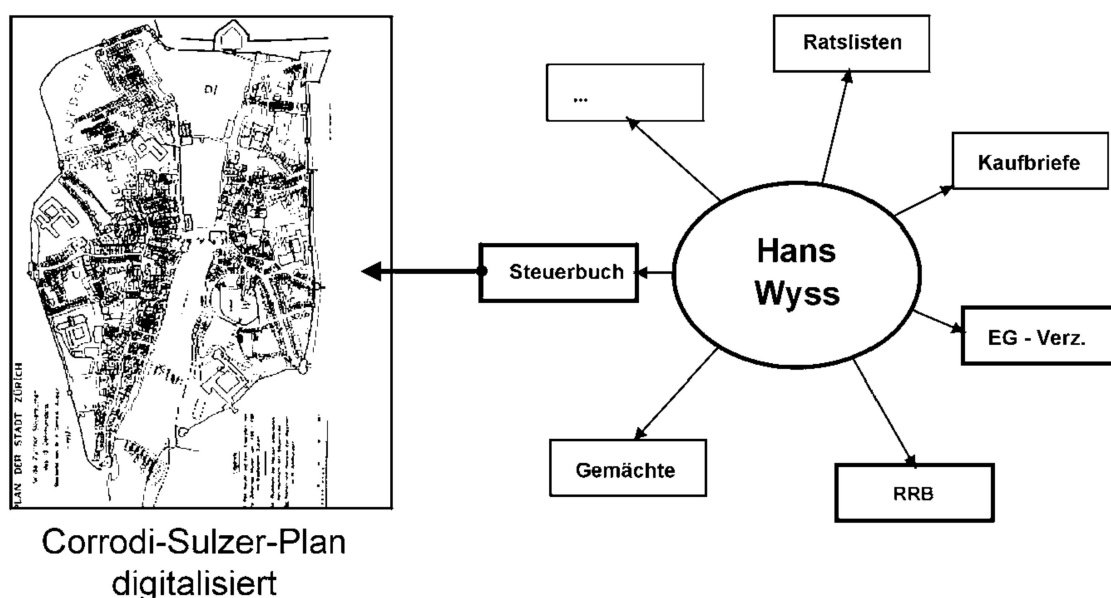 Ratslisten
...
Kaufbriefe
Hans
Wyss
Steuerbuch
EG - Verz.
Gemächte
RRB
PLAN DER STADT ZÜRICH
Corrodi-Sulzer-Plan
digitalisiert